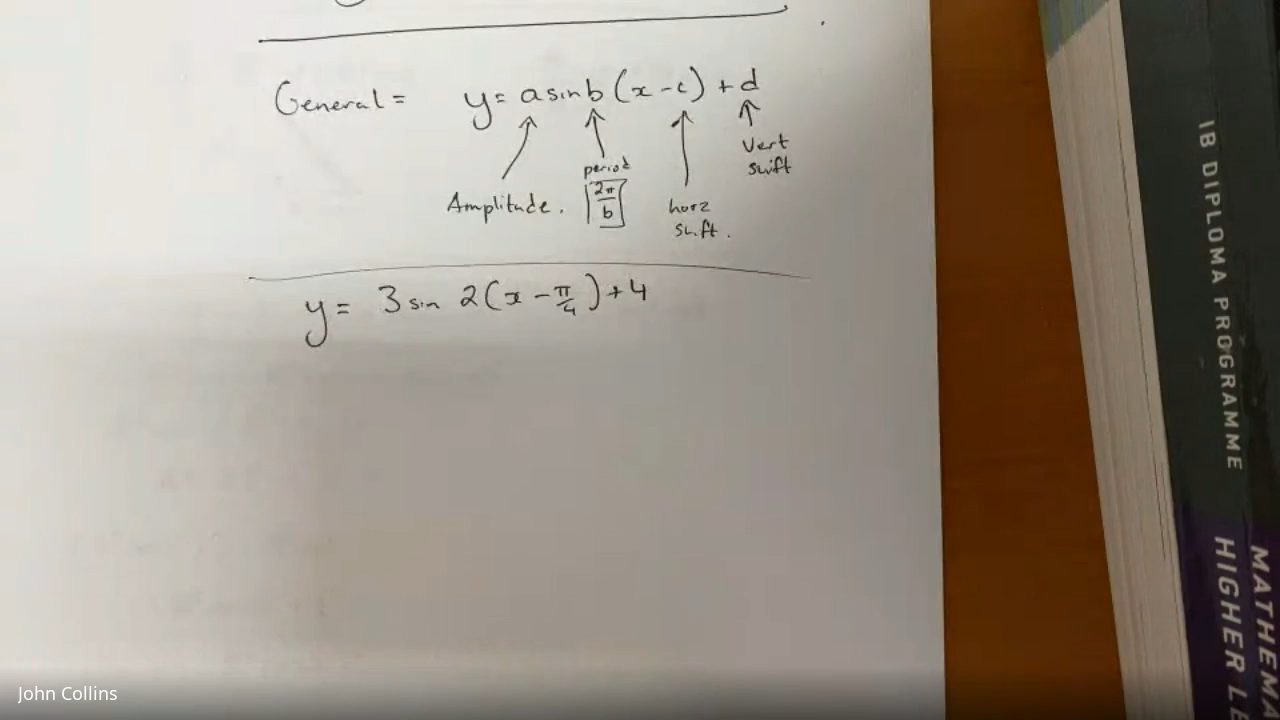 General = y = a sin b (x - c) + d
Amplitude. period horz shift. Vert shift
2π
b
y = 3 sin 2 (x - π/4) + 4
IB DIPLOMA PROGRAMME
HIGHER LE
MATHEMA
John Collins